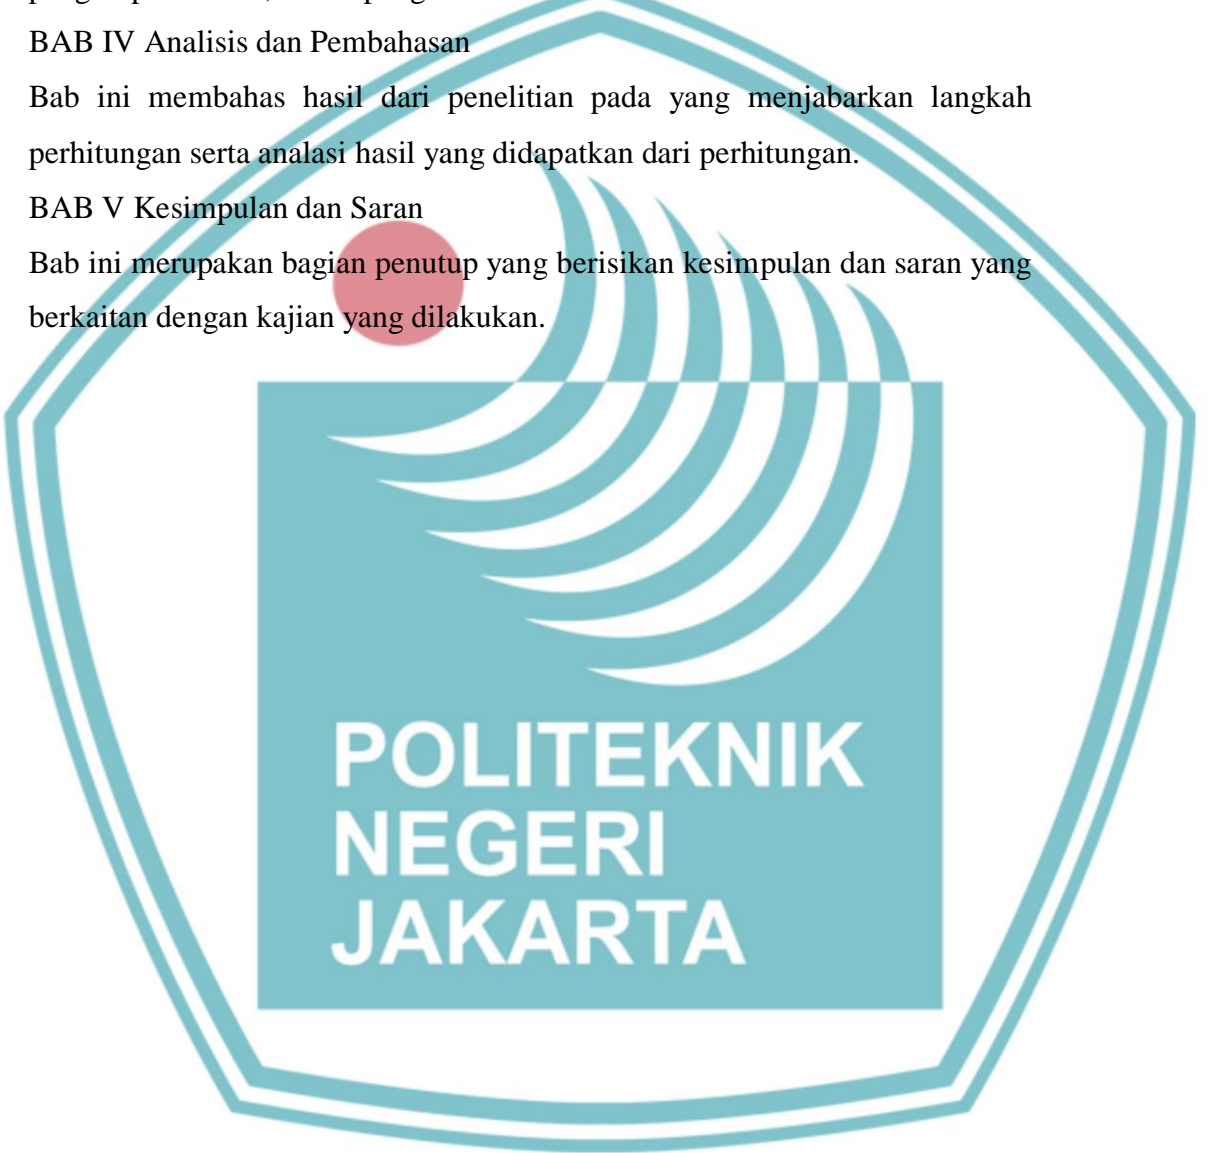 BAB IV Analisis dan Pembahasan
Bab ini membahas hasil dari penelitian pada yang menjabarkan langkah
perhitungan serta analasi hasil yang didapatkan dari perhitungan.
BAB V Kesimpulan dan Saran
Bab ini merupakan bagian penutup yang berisikan kesimpulan dan saran yang
berkaitan dengan kajian yang dilakukan.
POLITEKNIK
NEGERI
JAKARTA